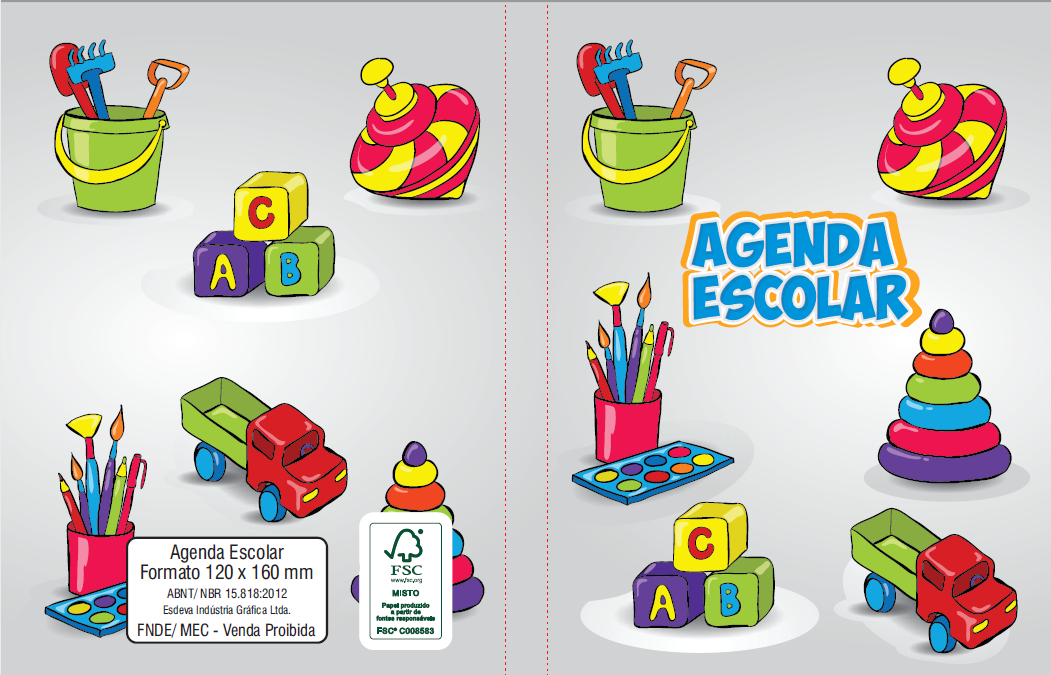 C
A B
Agenda Escolar
Formato 120 x 160 mm
ABNT/ NBR 15.818:2012
Esdeva Indústria Gráfica Ltda.
FNDE/ MEC - Venda Proibida
FSC
www.fsc.org
MISTO
Papel produzido
a partir de
fontes responsáveis
FSC® C008583
AGENDA
ESCOLAR
C
A B